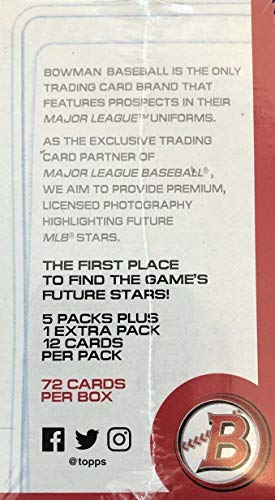 BOWMAN BASEBALL IS THE ONLY
TRADING CARD BRAND THAT
FEATURES PROSPECTS IN THEIR
MAJOR LEAGUE™ UNIFORMS.
AS THE EXCLUSIVE TRADING
CARD PARTNER OF
MAJOR LEAGUE BASEBALL®,
WE AIM TO PROVIDE PREMIUM,
LICENSED PHOTOGRAPHY
HIGHLIGHTING FUTURE
MLB® STARS.
THE FIRST PLACE
TO FIND THE GAME'S
FUTURE STARS!
5 PACKS PLUS
1 EXTRA PACK
12 CARDS
PER PACK
72 CARDS
PER BOX
@topps
B